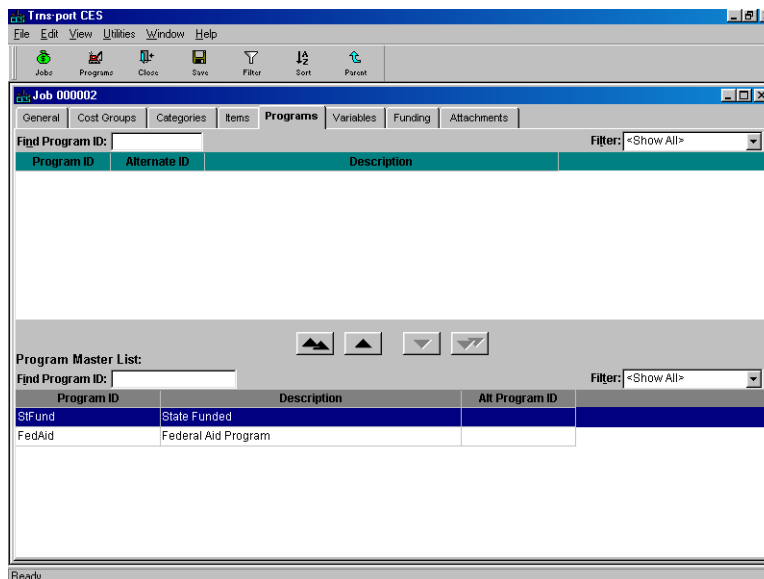 Trns·port CES
File Edit View Utilities Window Help
Jobs Programs Close Save Filter Sort Parent
Job 000002
General Cost Groups Categories Items Programs Variables Funding Attachments
Find Program ID: Filter: <Show All>
Program ID Alternate ID Description
Program Master List:
Find Program ID: Filter: <Show All>
Program ID Description Alt Program ID
StFund State Funded
FedAid Federal Aid Program
Ready